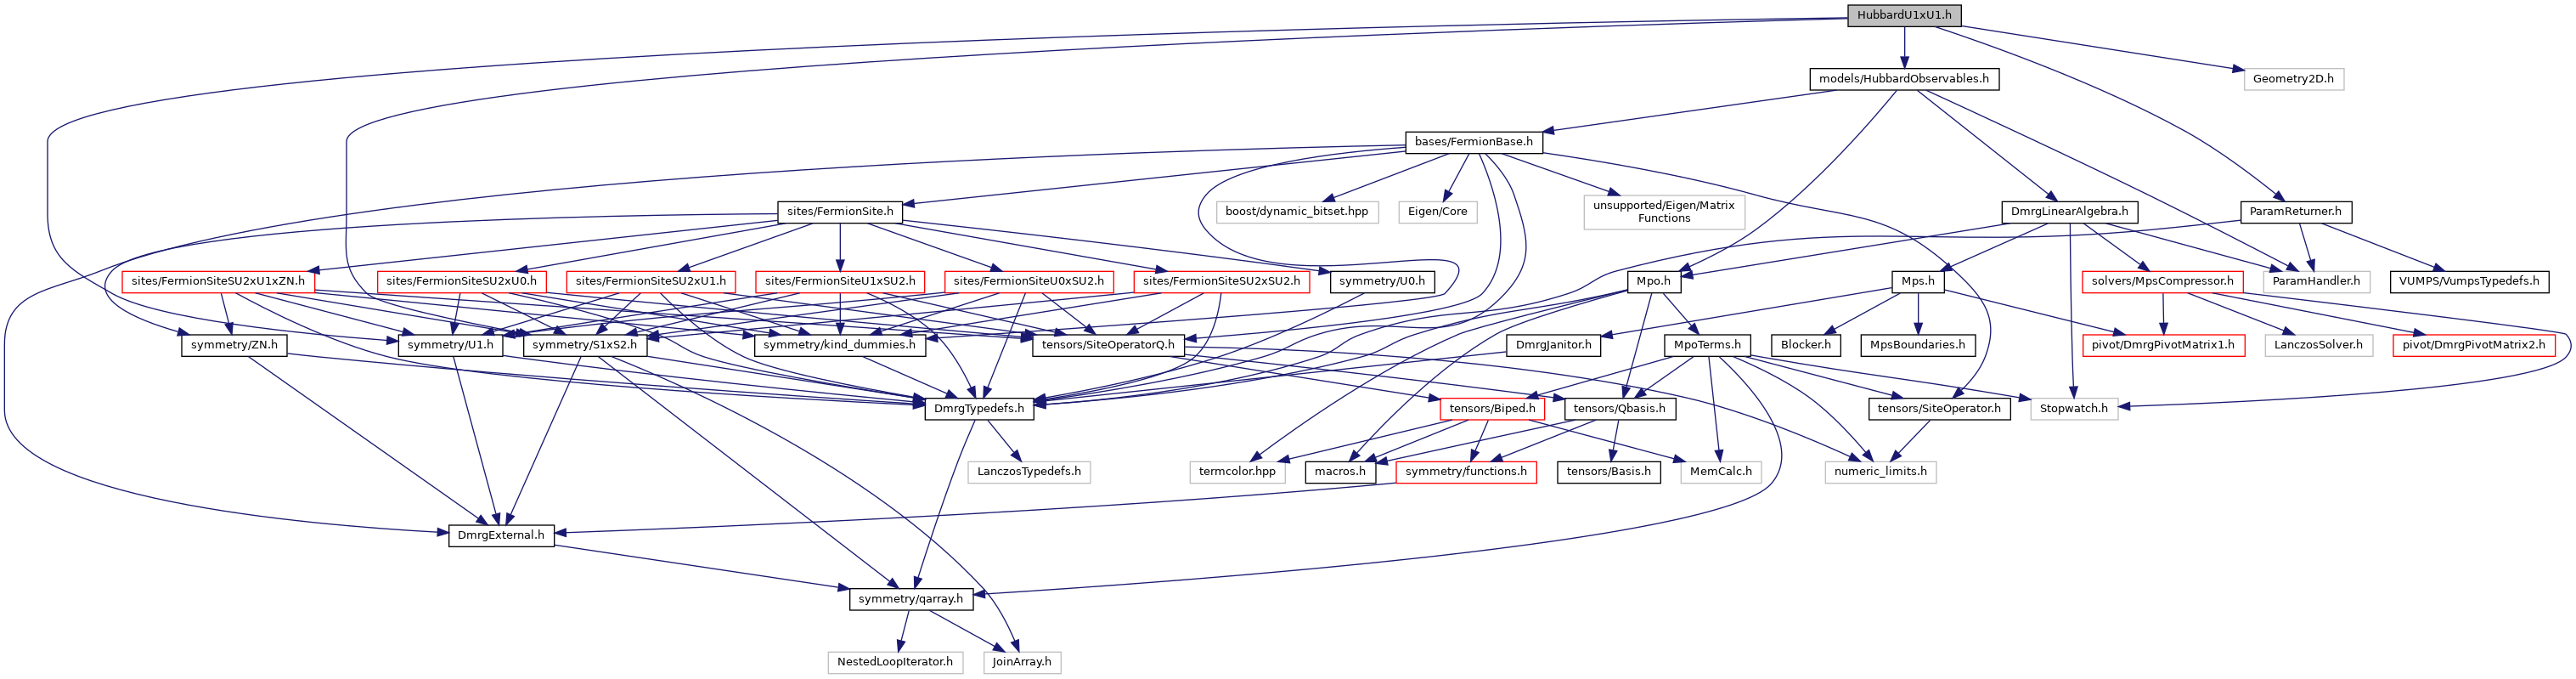 HubbardU1xU1.h
models/HubbardObservables.h
Geometry2D.h
bases/FermionBase.h
sites/FermionSite.h
boost/dynamic_bitset.hpp
Eigen/Core
unsupported/Eigen/Matrix
Functions
DmrgLinearAlgebra.h
ParamReturner.h
sites/FermionSiteSU2xU1xZN.h
sites/FermionSiteSU2xU0.h
sites/FermionSiteSU2xU1.h
sites/FermionSiteU1xSU2.h
sites/FermionSiteU0xSU2.h
sites/FermionSiteSU2xSU2.h
symmetry/U0.h
Mpo.h
Mps.h
solvers/MpsCompressor.h
ParamHandler.h
VUMPS/VumpsTypedefs.h
symmetry/ZN.h
symmetry/U1.h
symmetry/S1xS2.h
symmetry/kind_dummies.h
tensors/SiteOperatorQ.h
DmrgJanitor.h
MpoTerms.h
Blocker.h
MpsBoundaries.h
pivot/DmrgPivotMatrix1.h
LanczosSolver.h
pivot/DmrgPivotMatrix2.h
DmrgTypedefs.h
tensors/Biped.h
tensors/Qbasis.h
tensors/SiteOperator.h
Stopwatch.h
LanczosTypedefs.h
termcolor.hpp
macros.h
symmetry/functions.h
tensors/Basis.h
MemCalc.h
numeric_limits.h
DmrgExternal.h
symmetry/qarray.h
NestedLoopIterator.h
JoinArray.h